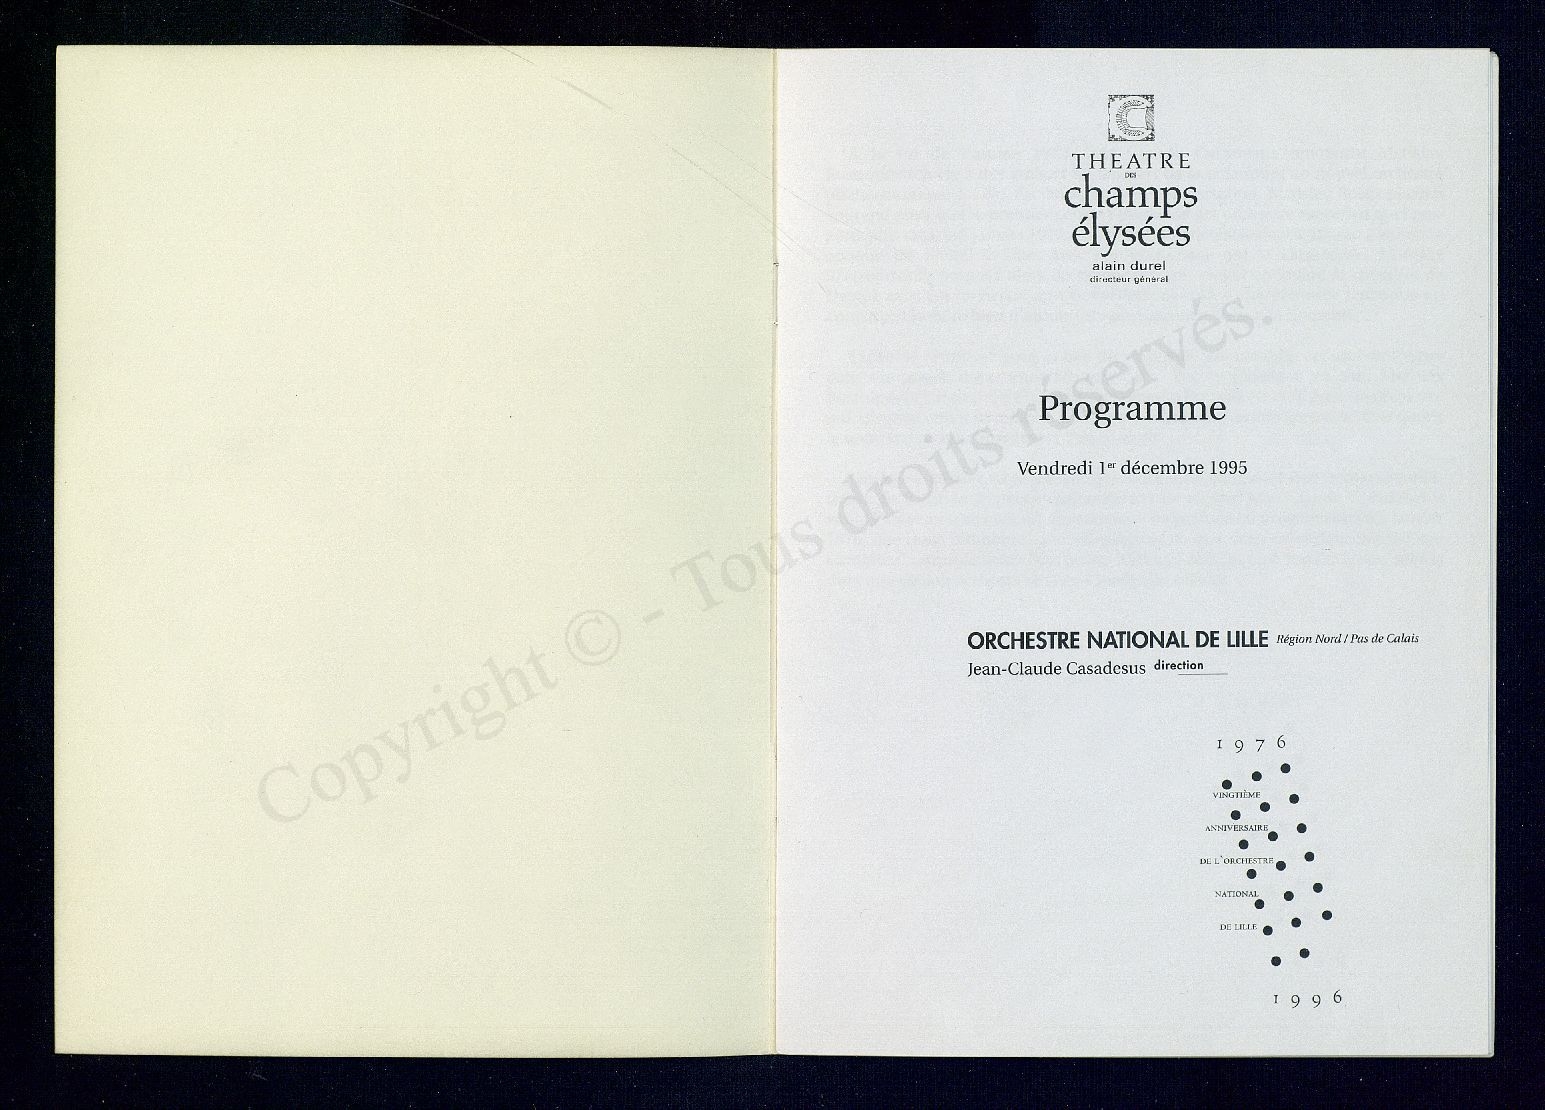 THEATRE
DES
champs
élysées
alain durel
directeur général
Programme
Vendredi 1er décembre 1995
ORCHESTRE NATIONAL DE LILLE Région Nord / Pas de Calais
Jean-Claude Casadesus direction
1976
VINGTIÈME
ANNIVERSAIRE
DE L'ORCHESTRE
NATIONAL
DE LILLE
1996
Copyright © - Tous droits réservés.